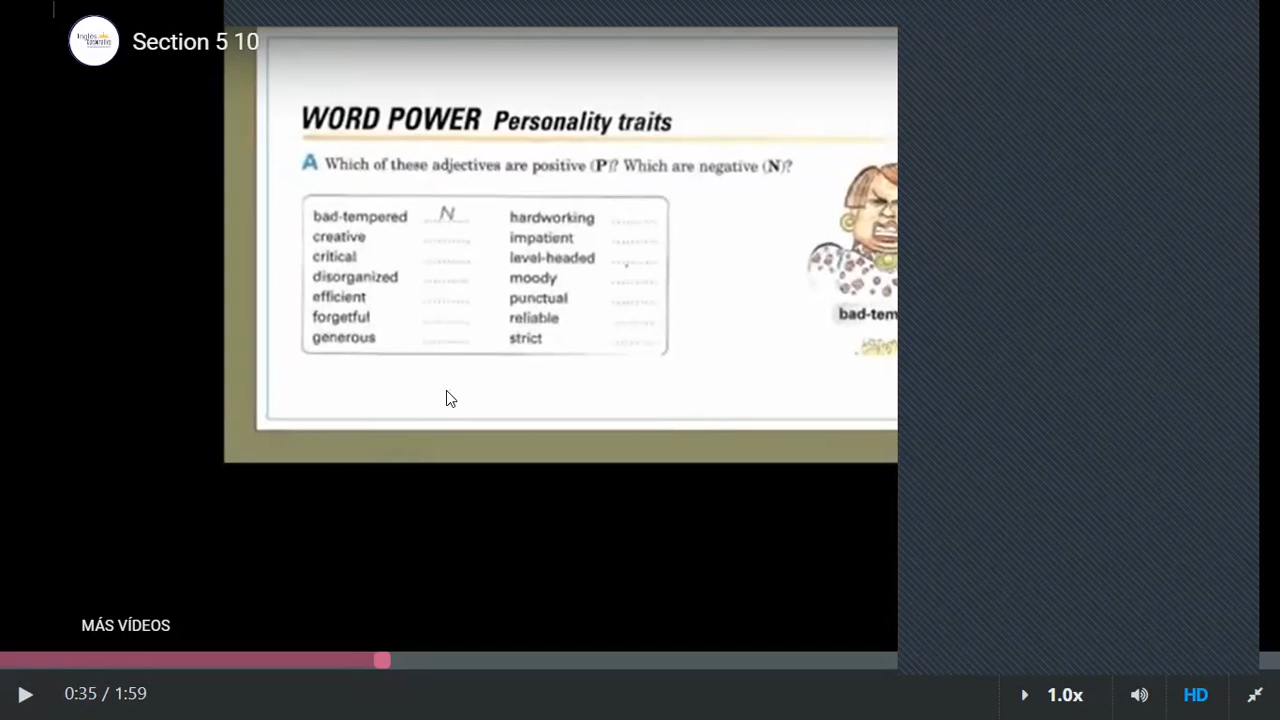 Section 5 10
WORD POWER Personality traits
A Which of these adjectives are positive (P)? Which are negative (N)?
bad-tempered N
creative
critical
disorganized
efficient
forgetful
generous
hardworking
impatient
level-headed
moody
punctual
reliable
strict
bad-tem
MÁS VÍDEOS
0:35 / 1:59
1.0x
HD